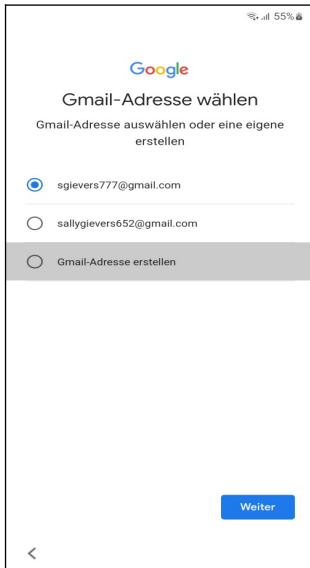 55%
Google
Gmail-Adresse wählen
Gmail-Adresse auswählen oder eine eigene
erstellen
sgievers777@gmail.com
sallygievers652@gmail.com
Gmail-Adresse erstellen
Weiter